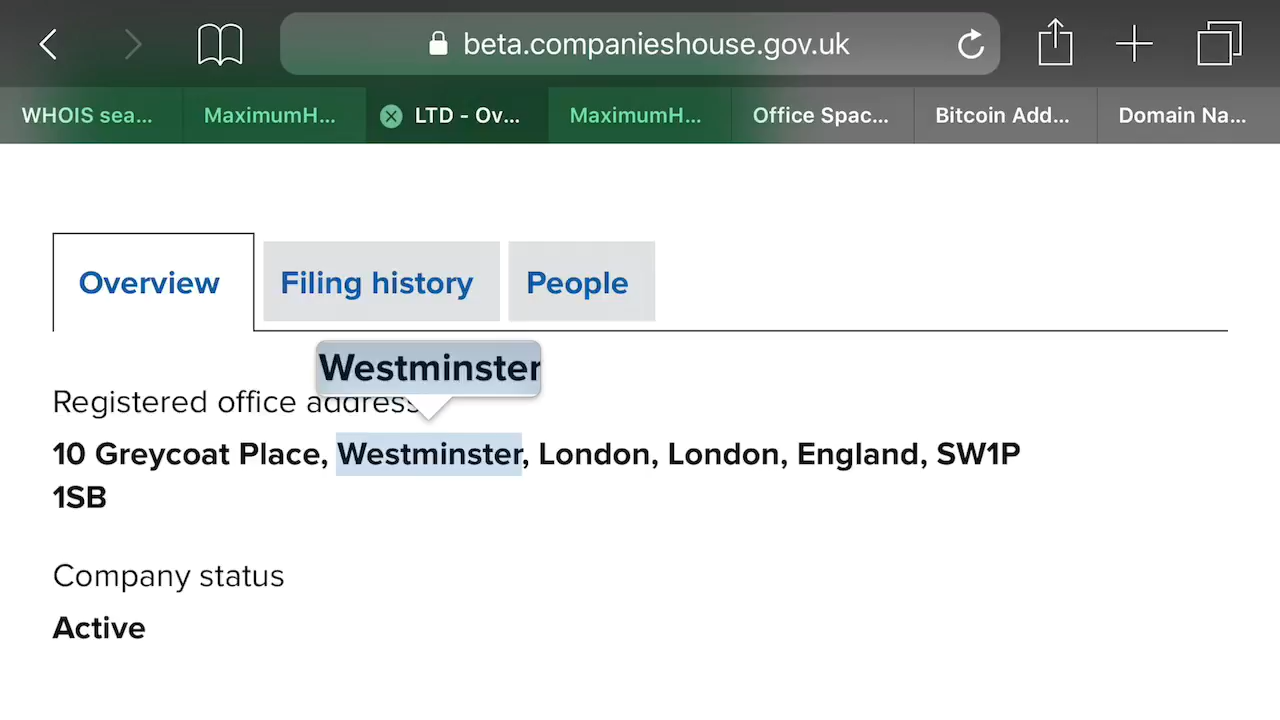 beta.companieshouse.gov.uk
WHOIS sea... MaximumH... LTD - Ov... MaximumH... Office Spac... Bitcoin Add... Domain Na...
Overview Filing history People
Westminster
Registered office address
10 Greycoat Place, Westminster, London, London, England, SW1P
1SB
Company status
Active